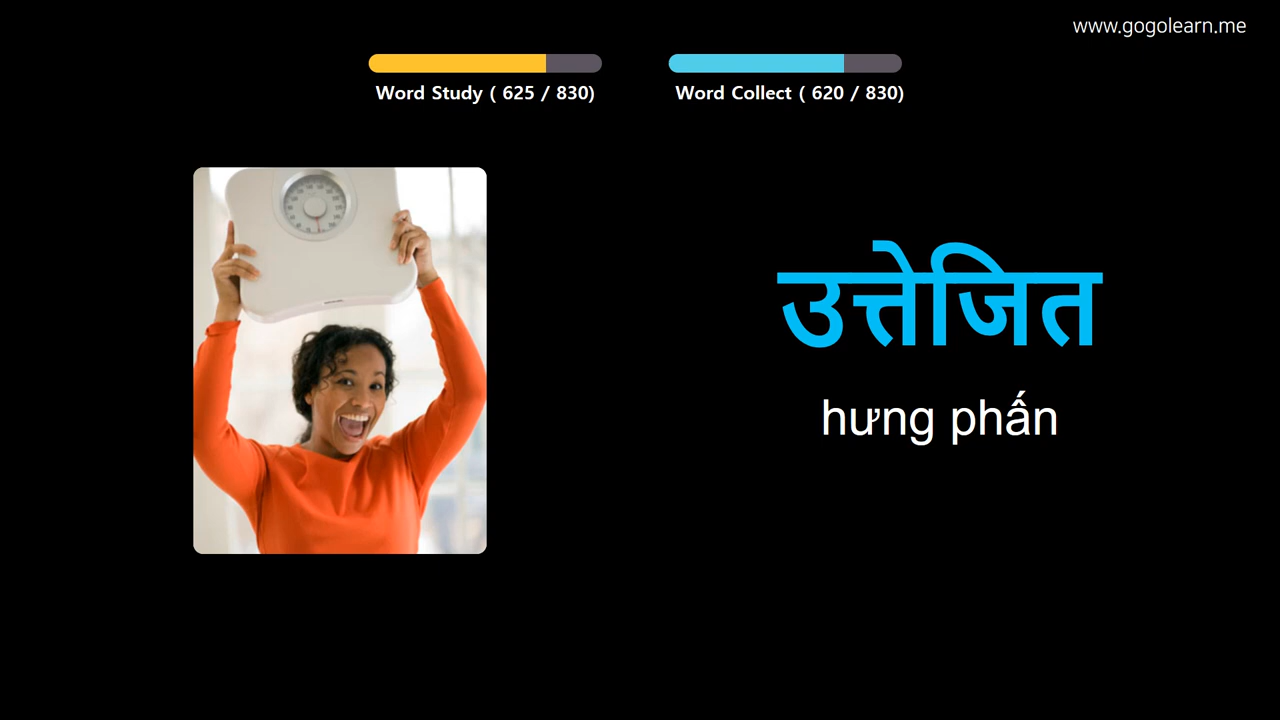 www.gogolearn.me
Word Study ( 625 / 830)
Word Collect ( 620 / 830)
उत्तेजित
hưng phấn